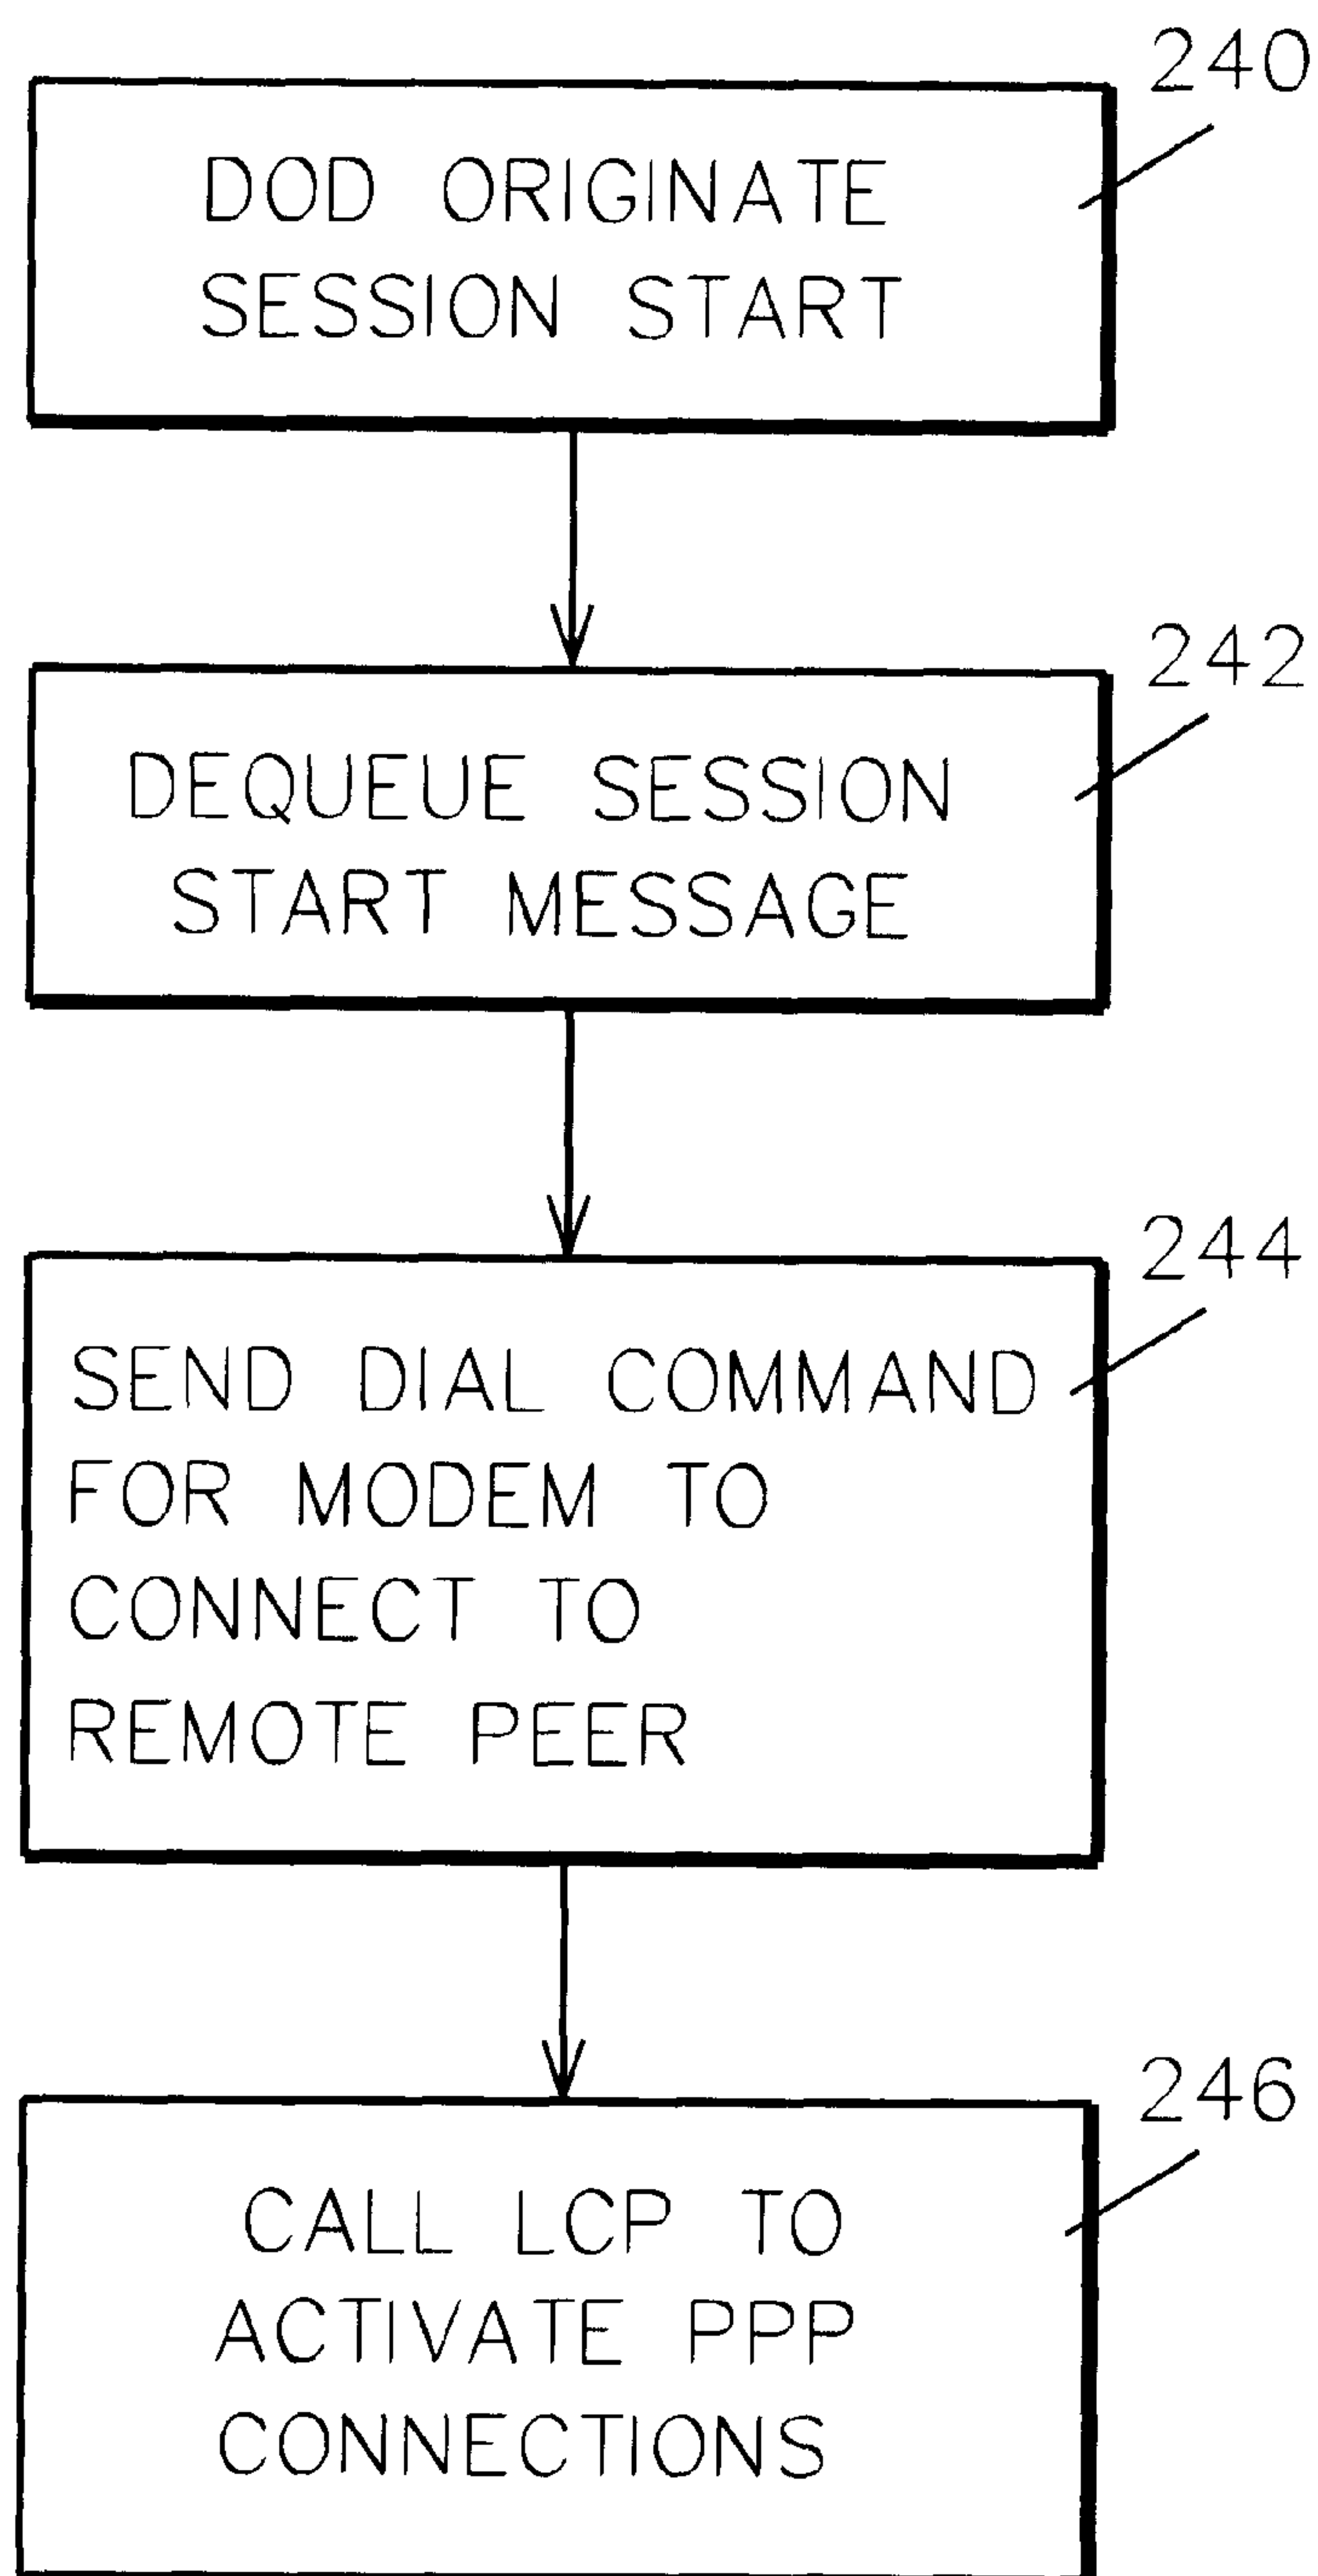 240
DOD ORIGINATE
SESSION START
242
DEQUEUE SESSION
START MESSAGE
244
SEND DIAL COMMAND
FOR MODEM TO
CONNECT TO
REMOTE PEER
246
CALL LCP TO
ACTIVATE PPP
CONNECTIONS